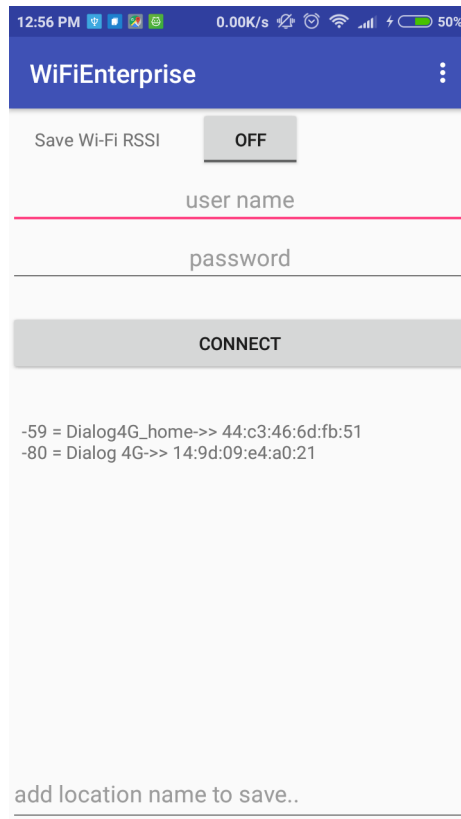 12:56 PM 0.00K/s 50%
WiFiEnterprise
Save Wi-Fi RSSI OFF
user name
password
CONNECT
-59 = Dialog4G_home->> 44:c3:46:6d:fb:51
-80 = Dialog 4G->> 14:9d:09:e4:a0:21
add location name to save..